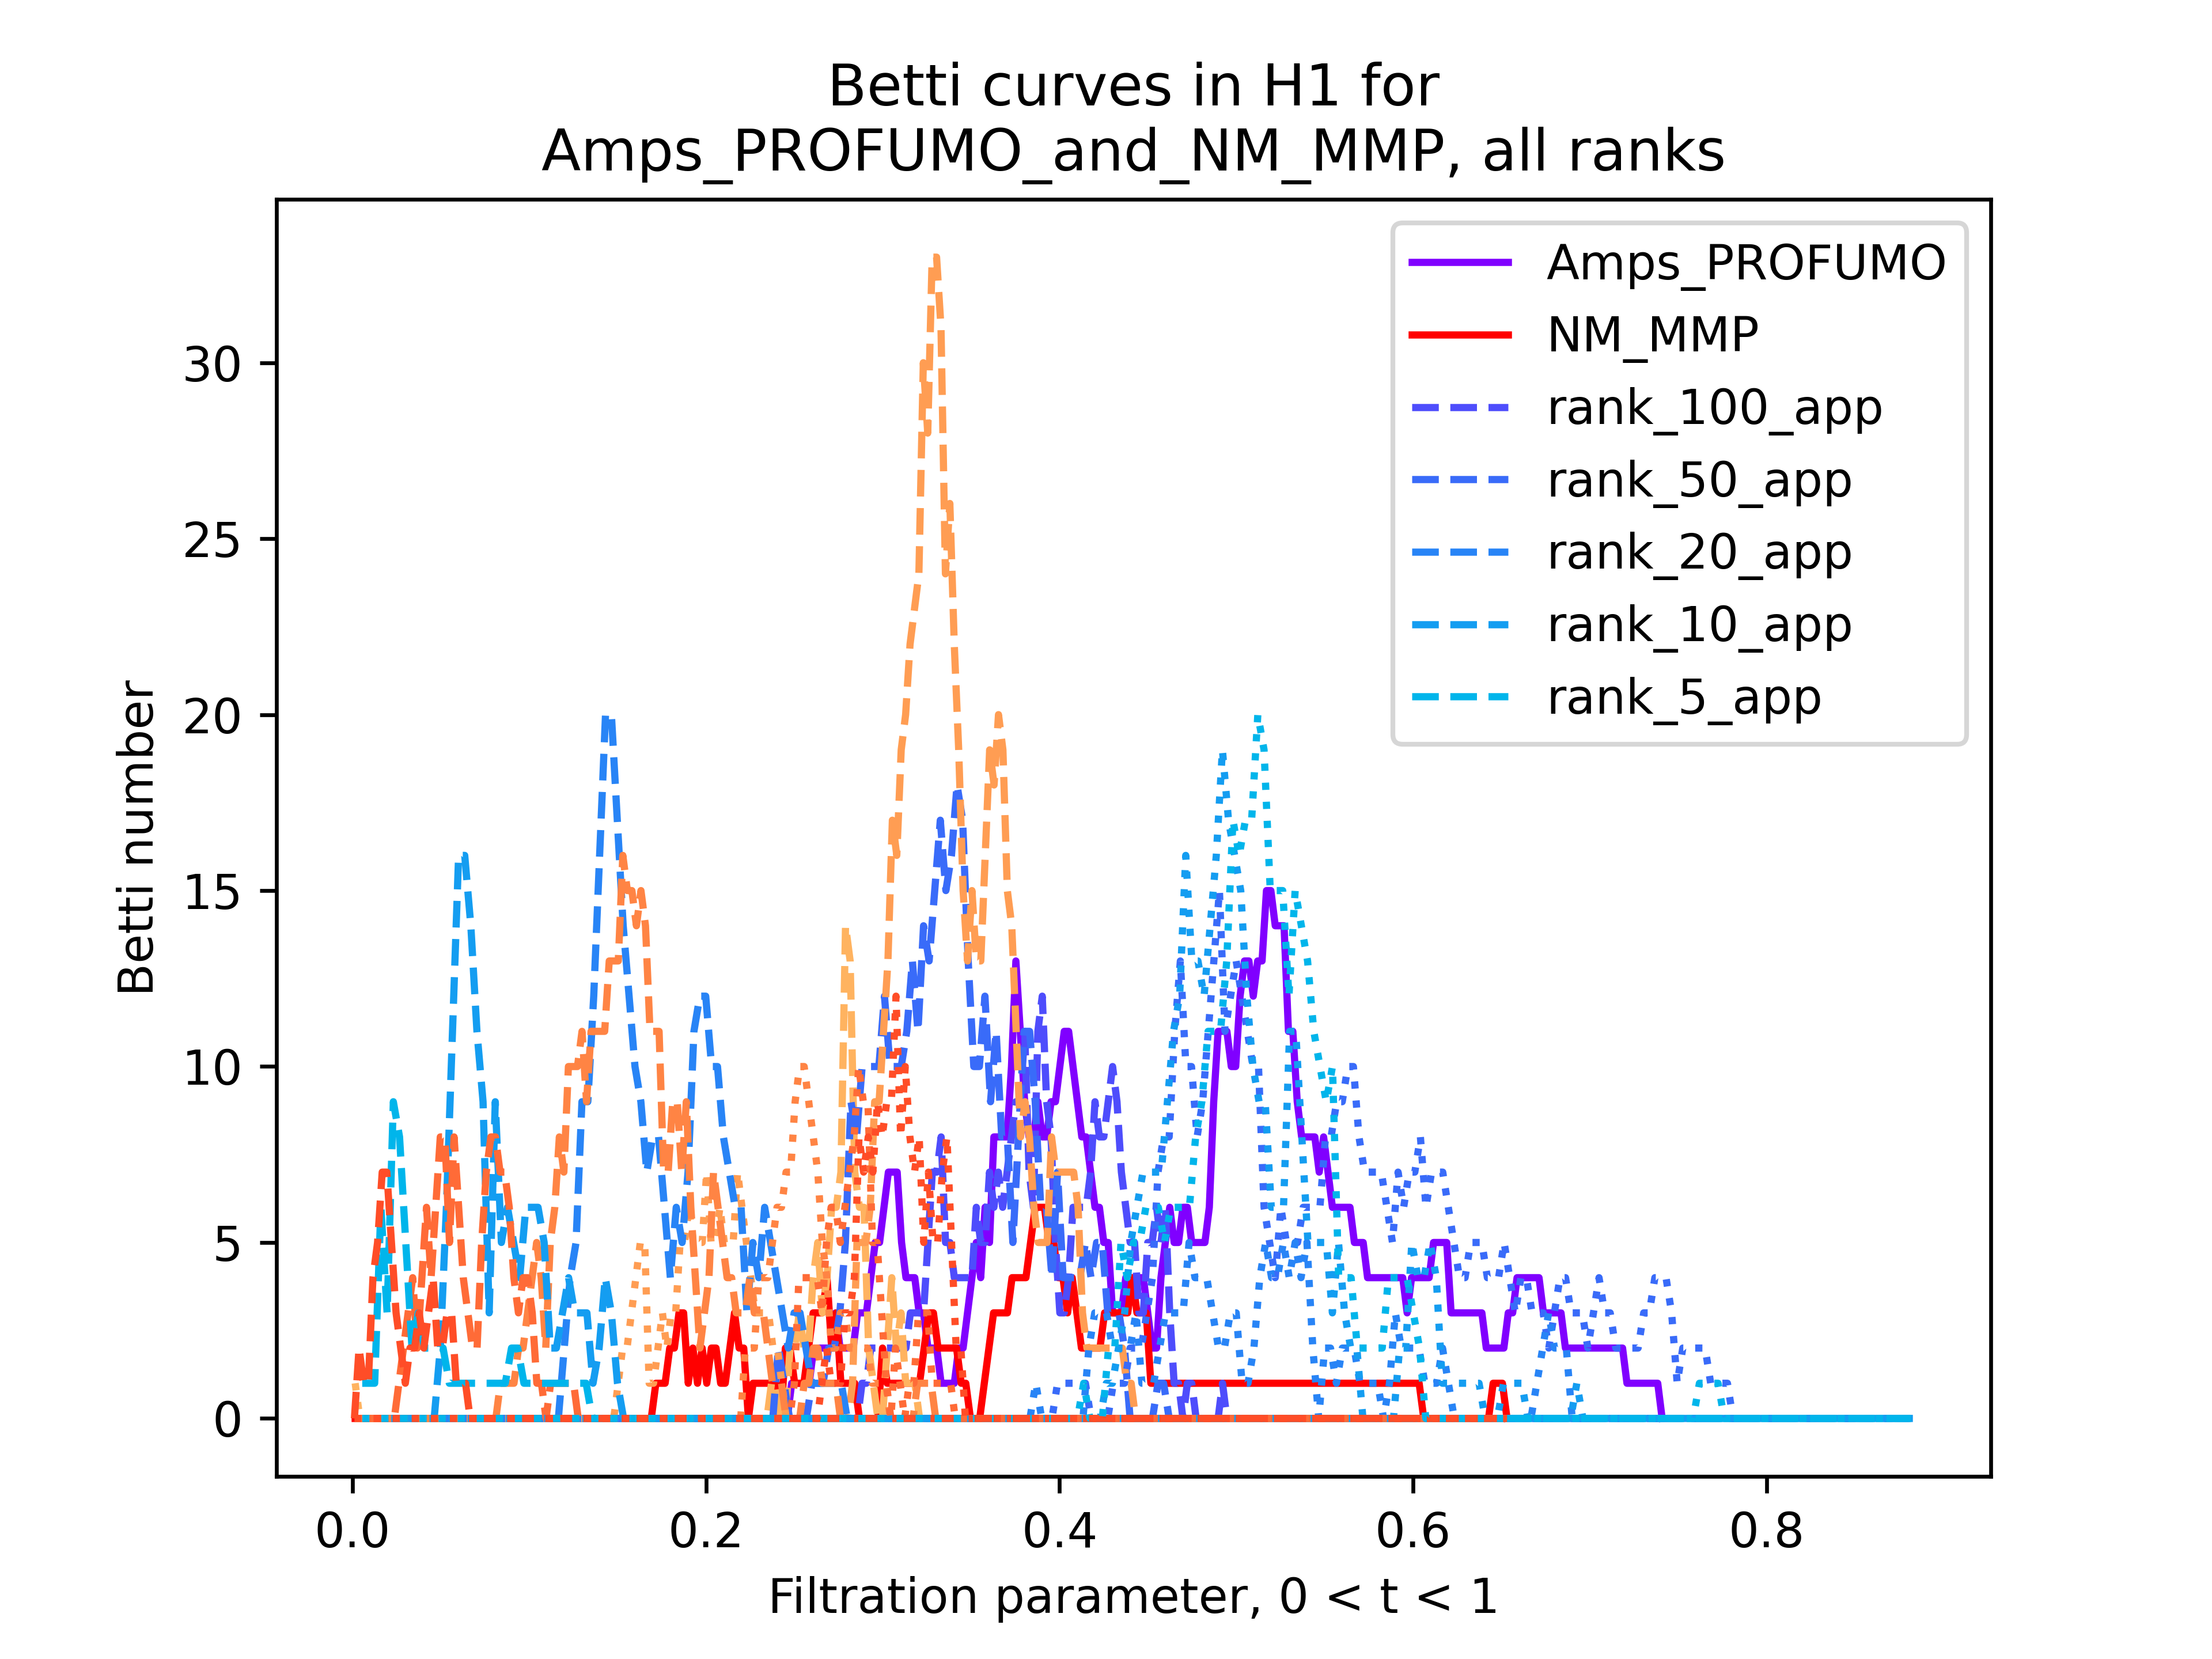 Betti curves in H1 for
Amps_PROFUMO_and_NM_MMP, all ranks
Amps_PROFUMO
NM_MMP
rank_100_app
rank_50_app
rank_20_app
rank_10_app
rank_5_app
Betti number
30
25
20
15
10
5
0
0.0 0.2 0.4 0.6 0.8
Filtration parameter, 0 < t < 1